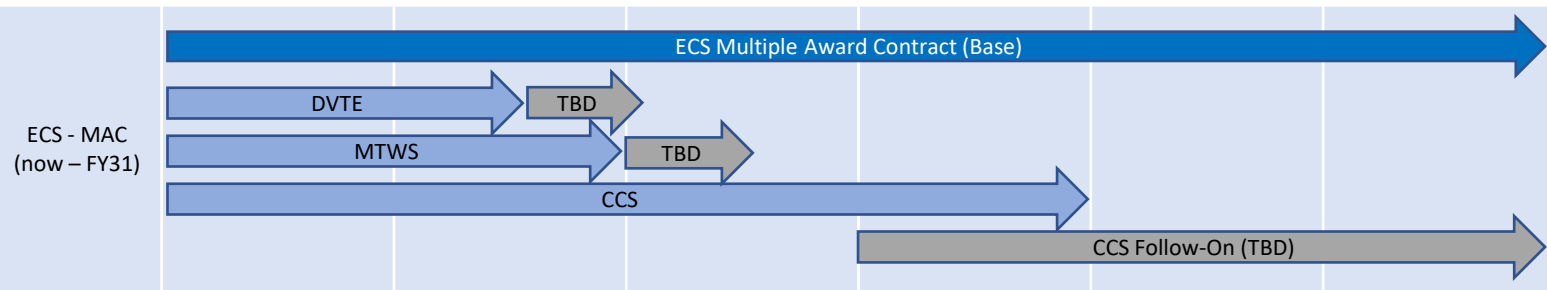 ECS Multiple Award Contract (Base)
DVTE
TBD
ECS - MAC
(now – FY31)
MTWS
TBD
CCS
CCS Follow-On (TBD)